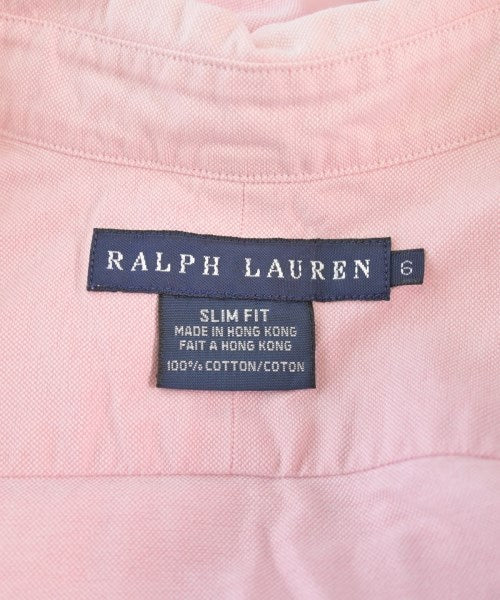 RALPH LAUREN 6
SLIM FIT
MADE IN HONG KONG
FAIT A HONG KONG
100% COTTON/COTON